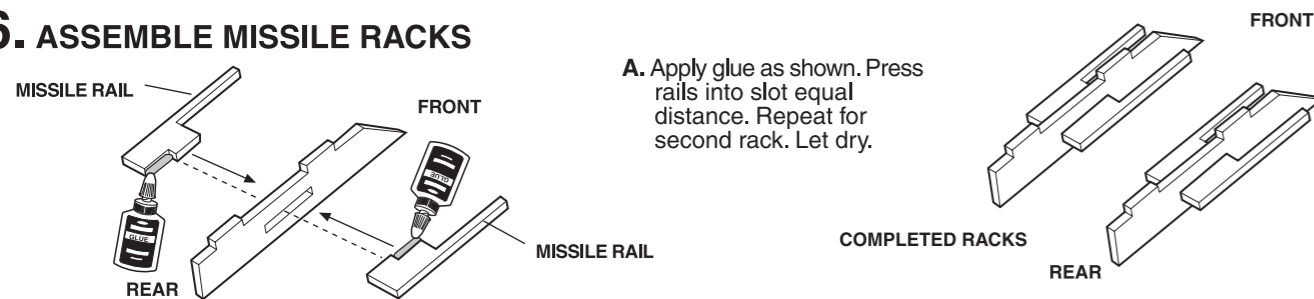 6. ASSEMBLE MISSILE RACKS
MISSILE RAIL
FRONT
GLUE
GLUE
REAR
MISSILE RAIL
A. Apply glue as shown. Press
rails into slot equal
distance. Repeat for
second rack. Let dry.
FRONT
COMPLETED RACKS
REAR